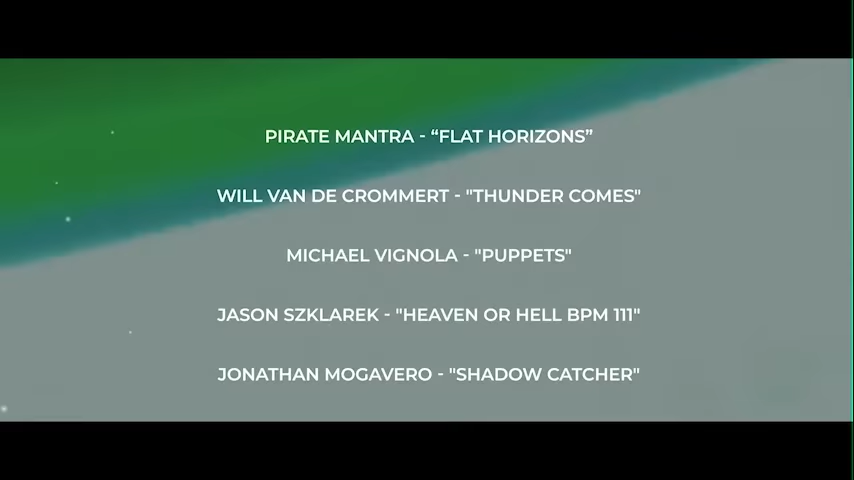 PIRATE MANTRA - “FLAT HORIZONS”
WILL VAN DE CROMMERT - "THUNDER COMES"
MICHAEL VIGNOLA - "PUPPETS"
JASON SZKLAREK - "HEAVEN OR HELL BPM 111"
JONATHAN MOGAVERO - "SHADOW CATCHER"